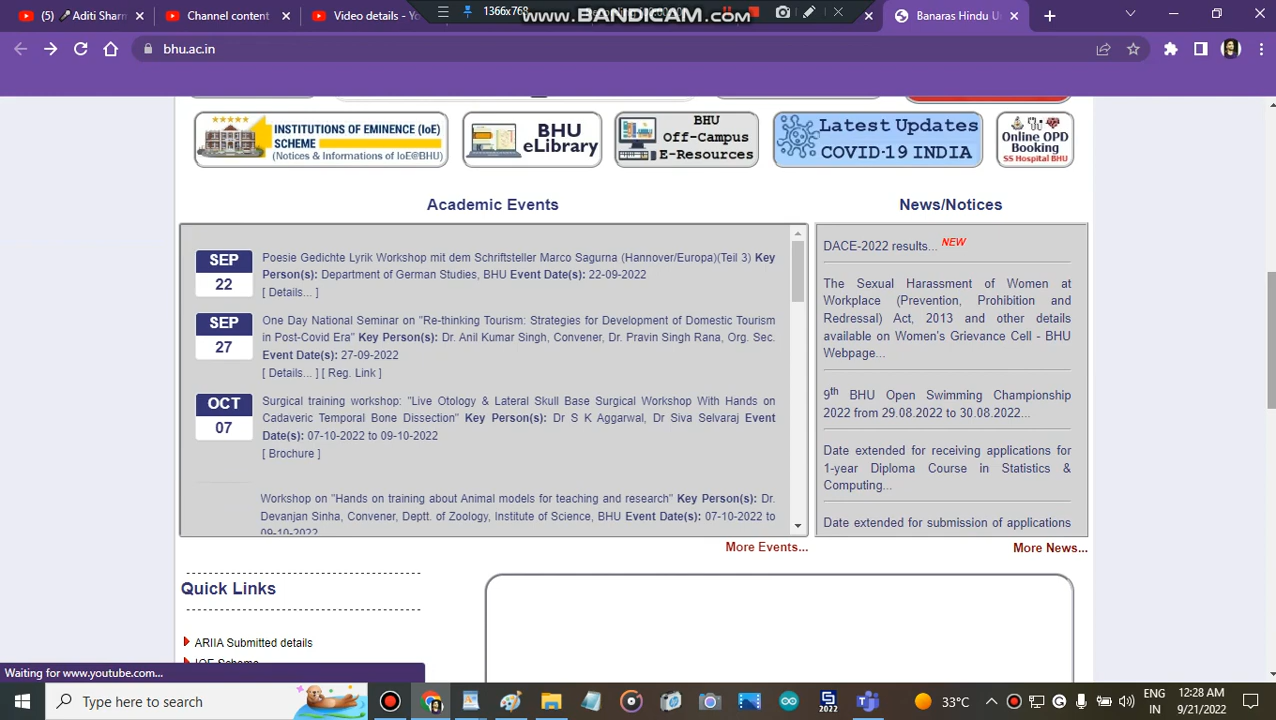 (5) 🎤 Aditi Sharm
Channel content
Video details - Yo
1366x768
www.BANDICAM.com
Banaras Hindu U
bhu.ac.in
INSTITUTIONS OF EMINENCE (IoE)
SCHEME
(Notices & Informations of IoE@BHU)
BHU
eLibrary
BHU
Off-Campus
E-Resources
Latest Updates
COVID-19 INDIA
Online OPD
Booking
SS Hospital BHU
Academic Events
SEP
22
Poesie Gedichte Lyrik Workshop mit dem Schriftsteller Marco Sagurna (Hannover/Europa)(Teil 3) Key
Person(s): Department of German Studies, BHU Event Date(s): 22-09-2022
[ Details... ]
SEP
27
One Day National Seminar on "Re-thinking Tourism: Strategies for Development of Domestic Tourism
in Post-Covid Era" Key Person(s): Dr. Anil Kumar Singh, Convener, Dr. Pravin Singh Rana, Org. Sec.
Event Date(s): 27-09-2022
[ Details... ] [ Reg. Link ]
OCT
07
Surgical training workshop: "Live Otology & Lateral Skull Base Surgical Workshop With Hands on
Cadaveric Temporal Bone Dissection" Key Person(s): Dr S K Aggarwal, Dr Siva Selvaraj Event
Date(s): 07-10-2022 to 09-10-2022
[ Brochure ]
Workshop on "Hands on training about Animal models for teaching and research" Key Person(s): Dr.
Devanjan Sinha, Convener, Deptt. of Zoology, Institute of Science, BHU Event Date(s): 07-10-2022 to
09-10-2022
More Events...
News/Notices
DACE-2022 results... NEW
The Sexual Harassment of Women at
Workplace (Prevention, Prohibition and
Redressal) Act, 2013 and other details
available on Women's Grievance Cell - BHU
Webpage...
9th BHU Open Swimming Championship
2022 from 29.08.2022 to 30.08.2022...
Date extended for receiving applications for
1-year Diploma Course in Statistics &
Computing...
Date extended for submission of applications
More News...
Quick Links
ARIIA Submitted details
IOE Scheme
Waiting for www.youtube.com...
Type here to search
2022
33°C
ENG
IN
12:28 AM
9/21/2022